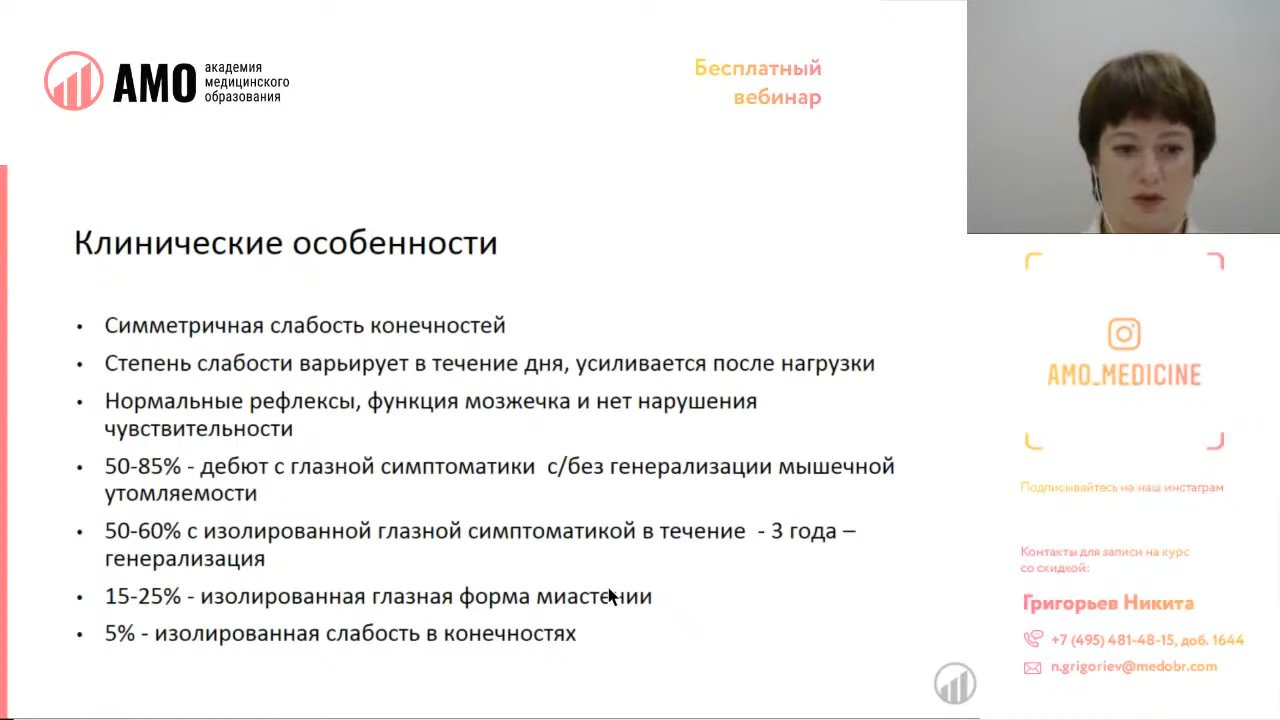 АМО
академия
медицинского
образования
Бесплатный
вебинар
Клинические особенности
• Симметричная слабость конечностей
• Степень слабости варьирует в течение дня, усиливается после нагрузки
• Нормальные рефлексы, функция мозжечка и нет нарушения
чувствительности
• 50-85% - дебют с глазной симптоматики с/без генерализации мышечной
утомляемости
• 50-60% с изолированной глазной симптоматикой в течение - 3 года –
генерализация
• 15-25% - изолированная глазная форма миастении
• 5% - изолированная слабость в конечностях
AMO_MEDICINE
Подписывайтесь на наш инстаграм
Контакты для записи на курс
со скидкой:
Григорьев Никита
+7 (495) 481-48-15, доб. 1644
n.grigoriev@medobr.com